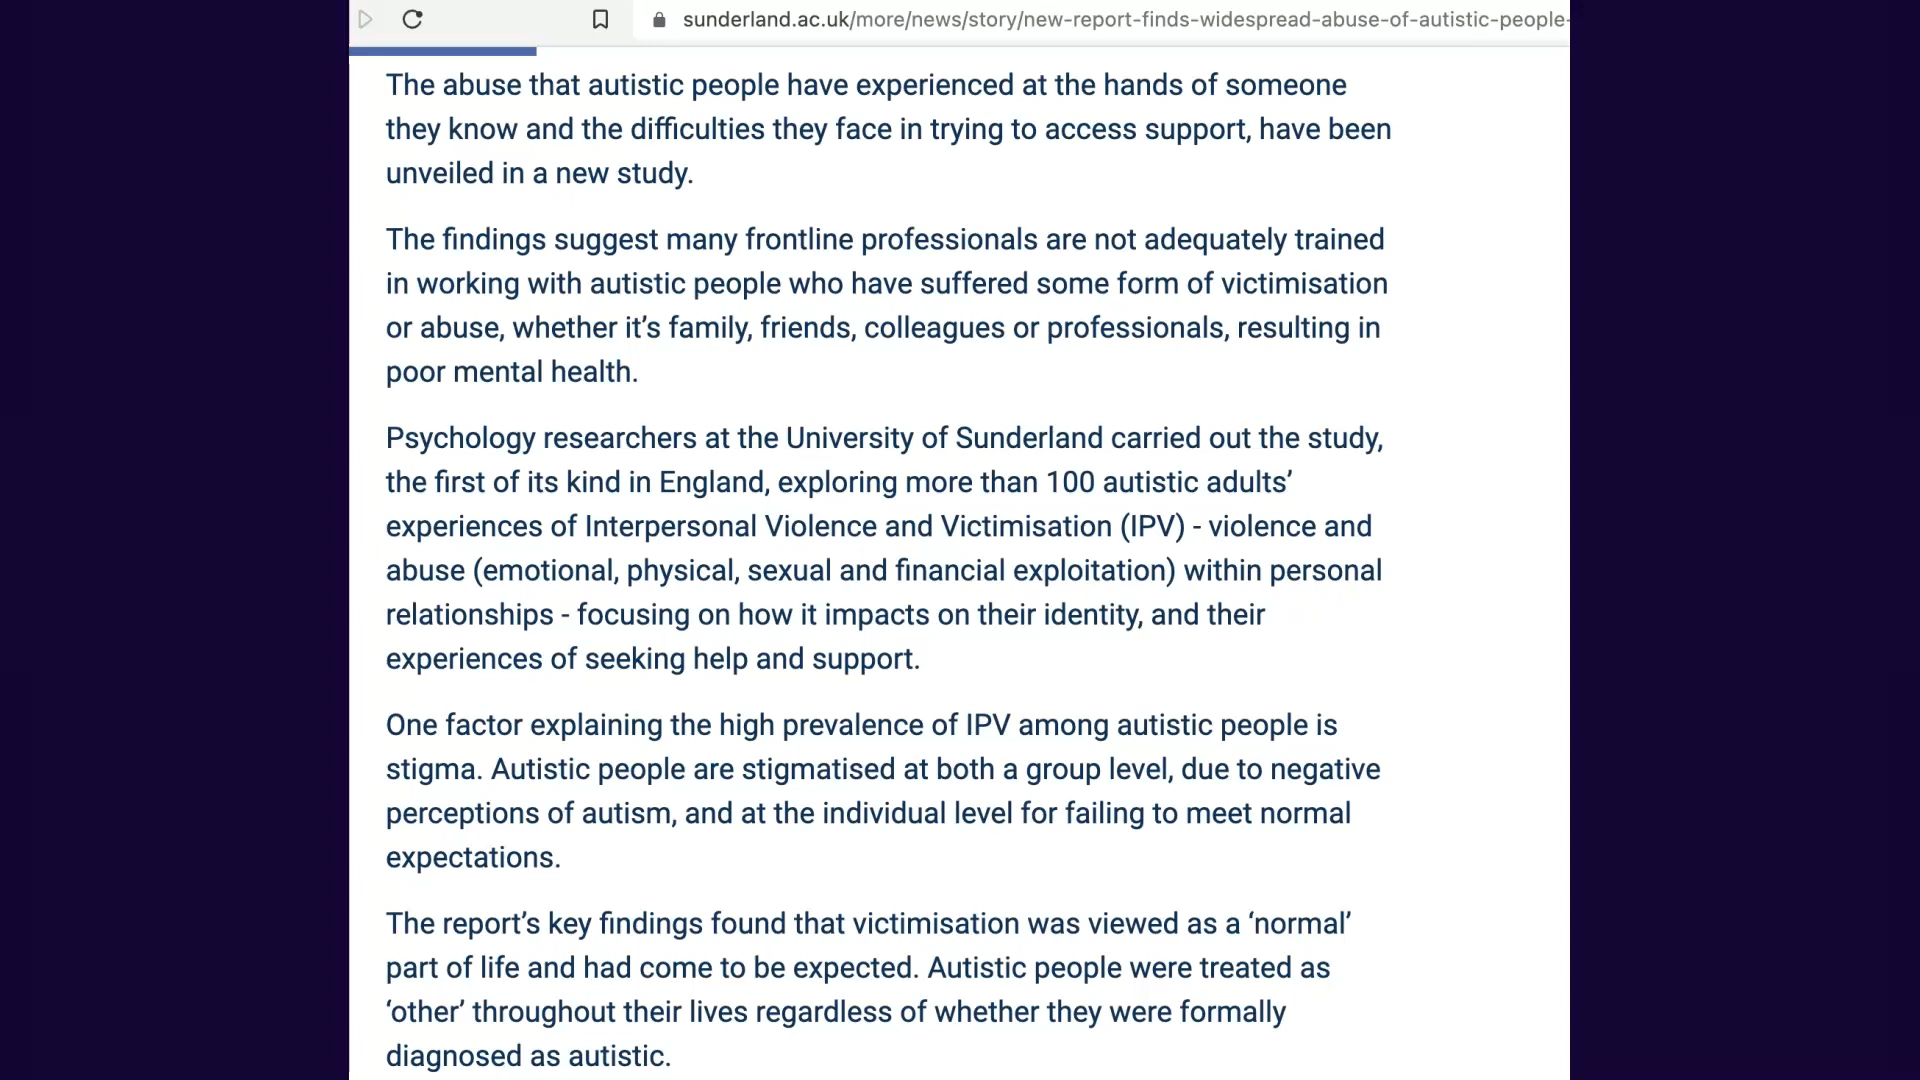 sunderland.ac.uk/more/news/story/new-report-finds-widespread-abuse-of-autistic-people-
The abuse that autistic people have experienced at the hands of someone
they know and the difficulties they face in trying to access support, have been
unveiled in a new study.
The findings suggest many frontline professionals are not adequately trained
in working with autistic people who have suffered some form of victimisation
or abuse, whether it’s family, friends, colleagues or professionals, resulting in
poor mental health.
Psychology researchers at the University of Sunderland carried out the study,
the first of its kind in England, exploring more than 100 autistic adults’
experiences of Interpersonal Violence and Victimisation (IPV) - violence and
abuse (emotional, physical, sexual and financial exploitation) within personal
relationships - focusing on how it impacts on their identity, and their
experiences of seeking help and support.
One factor explaining the high prevalence of IPV among autistic people is
stigma. Autistic people are stigmatised at both a group level, due to negative
perceptions of autism, and at the individual level for failing to meet normal
expectations.
The report’s key findings found that victimisation was viewed as a ‘normal’
part of life and had come to be expected. Autistic people were treated as
‘other’ throughout their lives regardless of whether they were formally
diagnosed as autistic.